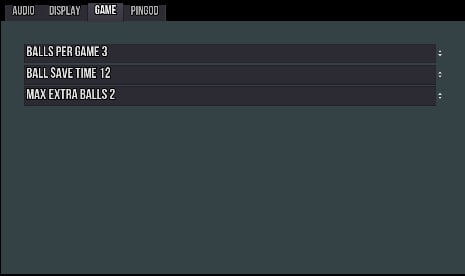 AUDIO DISPLAY GAME PINGOD
BALLS PER GAME 3
BALL SAVE TIME 12
MAX EXTRA BALLS 2